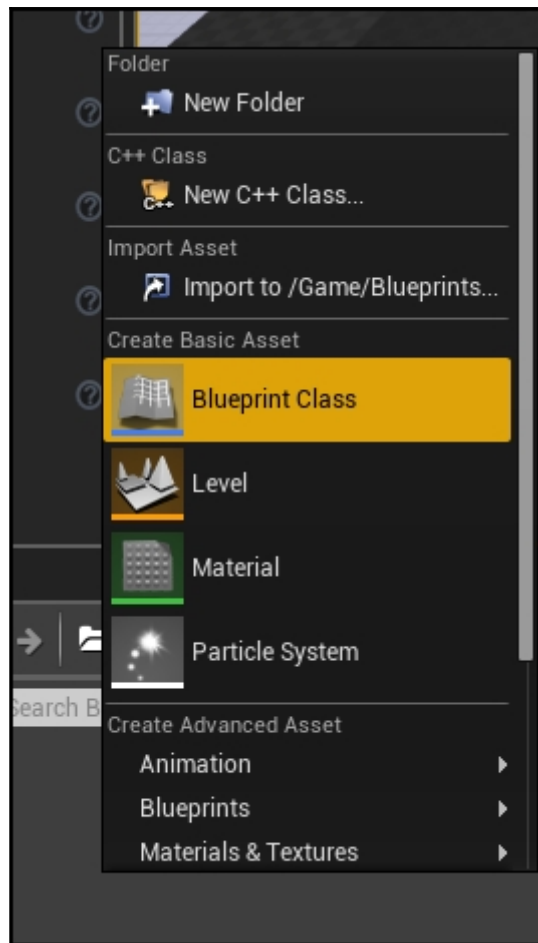 Folder
New Folder
C++ Class
C++
New C++ Class...
Import Asset
Import to /Game/Blueprints...
Create Basic Asset
Blueprint Class
Level
Material
Particle System
Search B
Create Advanced Asset
Animation
Blueprints
Materials & Textures